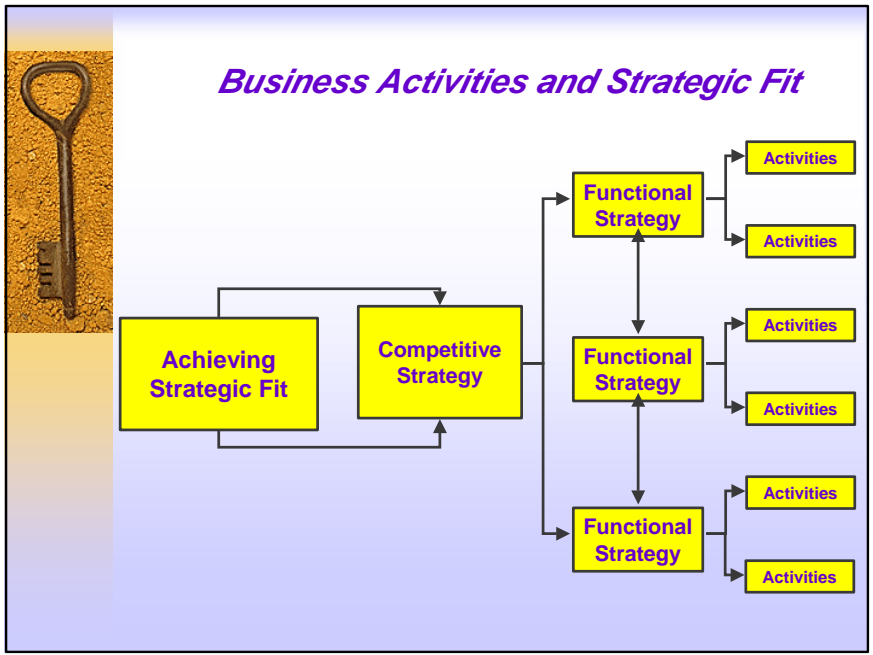 Business Activities and Strategic Fit
Achieving
Strategic Fit
Competitive
Strategy
Functional
Strategy
Activities
Activities
Functional
Strategy
Activities
Activities
Functional
Strategy
Activities
Activities